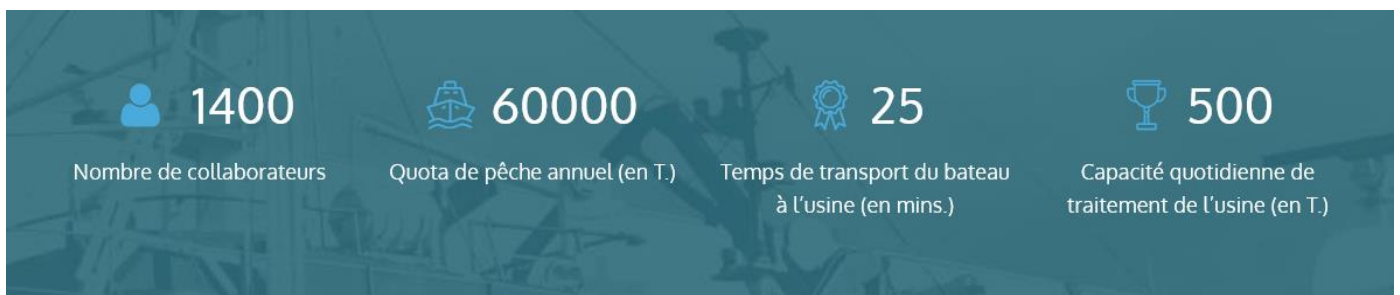 1400
Nombre de collaborateurs
60000
Quota de pêche annuel (en T.)
25
Temps de transport du bateau
à l’usine (en mins.)
500
Capacité quotidienne de
traitement de l’usine (en T.)